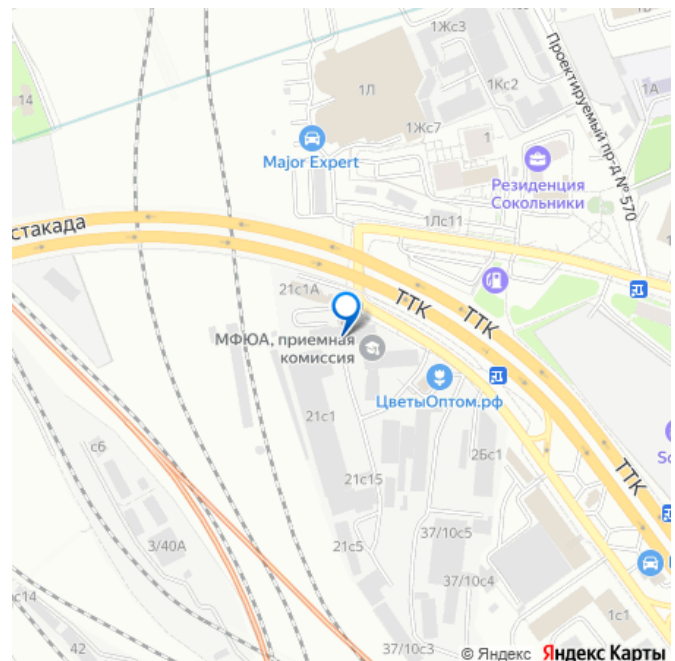 1Жс3
14
1Л
1Кс2
1А
Проектируемый пр-д № 570
1Жс7
1
Major Expert
Резиденция
Сокольники
стакада
1Лс11
21с1А
ТТК
ТТК
МФЮА, приемная
комиссия
ЦветыОптом.рф
21с1
2Бс1
с6
21с15
ТТК
3/40А
21с5
37/10с5
37/10с4
с14
1с1
42
37/10с3
© Яндекс Яндекс Карты